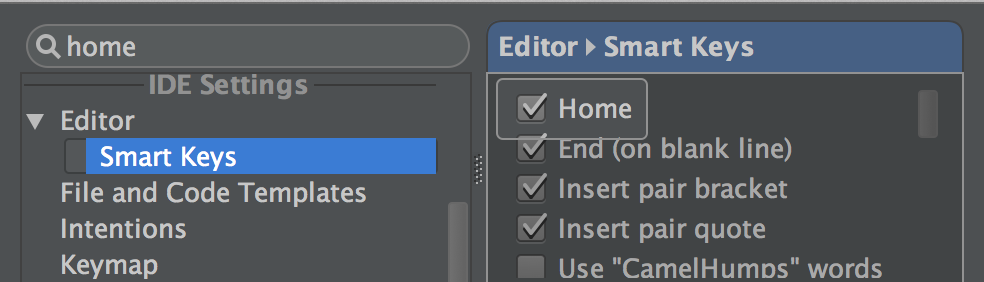 home
IDE Settings
Editor
Smart Keys
File and Code Templates
Intentions
Keymap
Editor ▸ Smart Keys
Home
End (on blank line)
Insert pair bracket
Insert pair quote
Use "CamelHumps" words